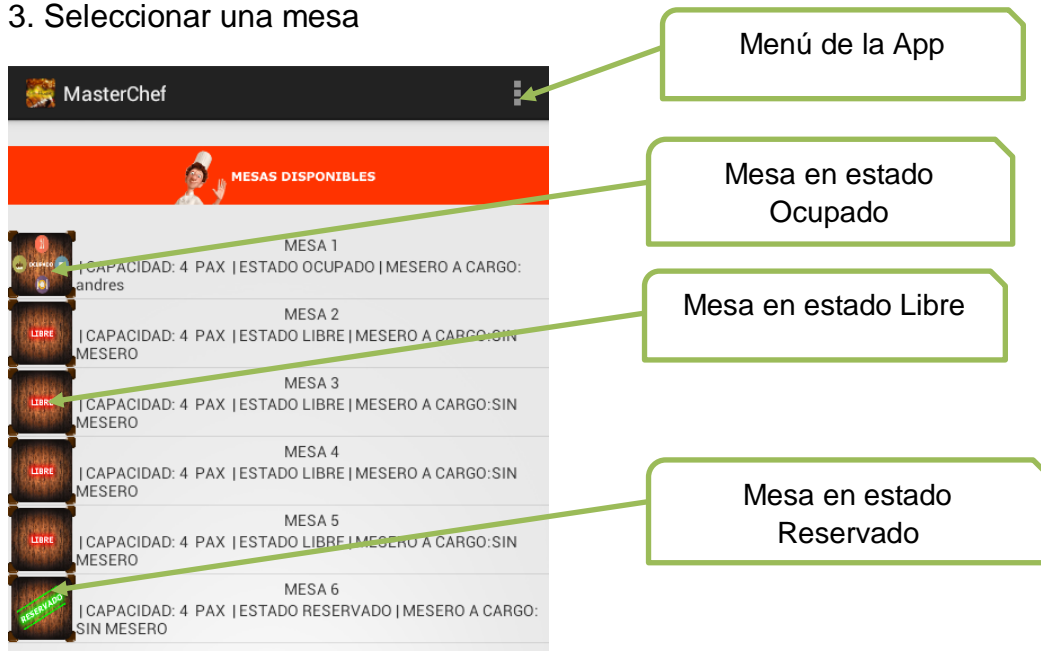 3. Seleccionar una mesa
Menú de la App
MasterChef
MESAS DISPONIBLES
Mesa en estado
Ocupado
MESA 1
OCUPADO
| CAPACIDAD: 4 PAX | ESTADO OCUPADO | MESERO A CARGO:
andres
Mesa en estado Libre
MESA 2
LIBRE
| CAPACIDAD: 4 PAX | ESTADO LIBRE | MESERO A CARGO:SIN
MESERO
MESA 3
LIBRE
| CAPACIDAD: 4 PAX | ESTADO LIBRE | MESERO A CARGO:SIN
MESERO
MESA 4
LIBRE
| CAPACIDAD: 4 PAX | ESTADO LIBRE | MESERO A CARGO:SIN
MESERO
Mesa en estado
Reservado
MESA 5
LIBRE
| CAPACIDAD: 4 PAX | ESTADO LIBRE | MESERO A CARGO:SIN
MESERO
MESA 6
RESERVADO
| CAPACIDAD: 4 PAX | ESTADO RESERVADO | MESERO A CARGO:
SIN MESERO